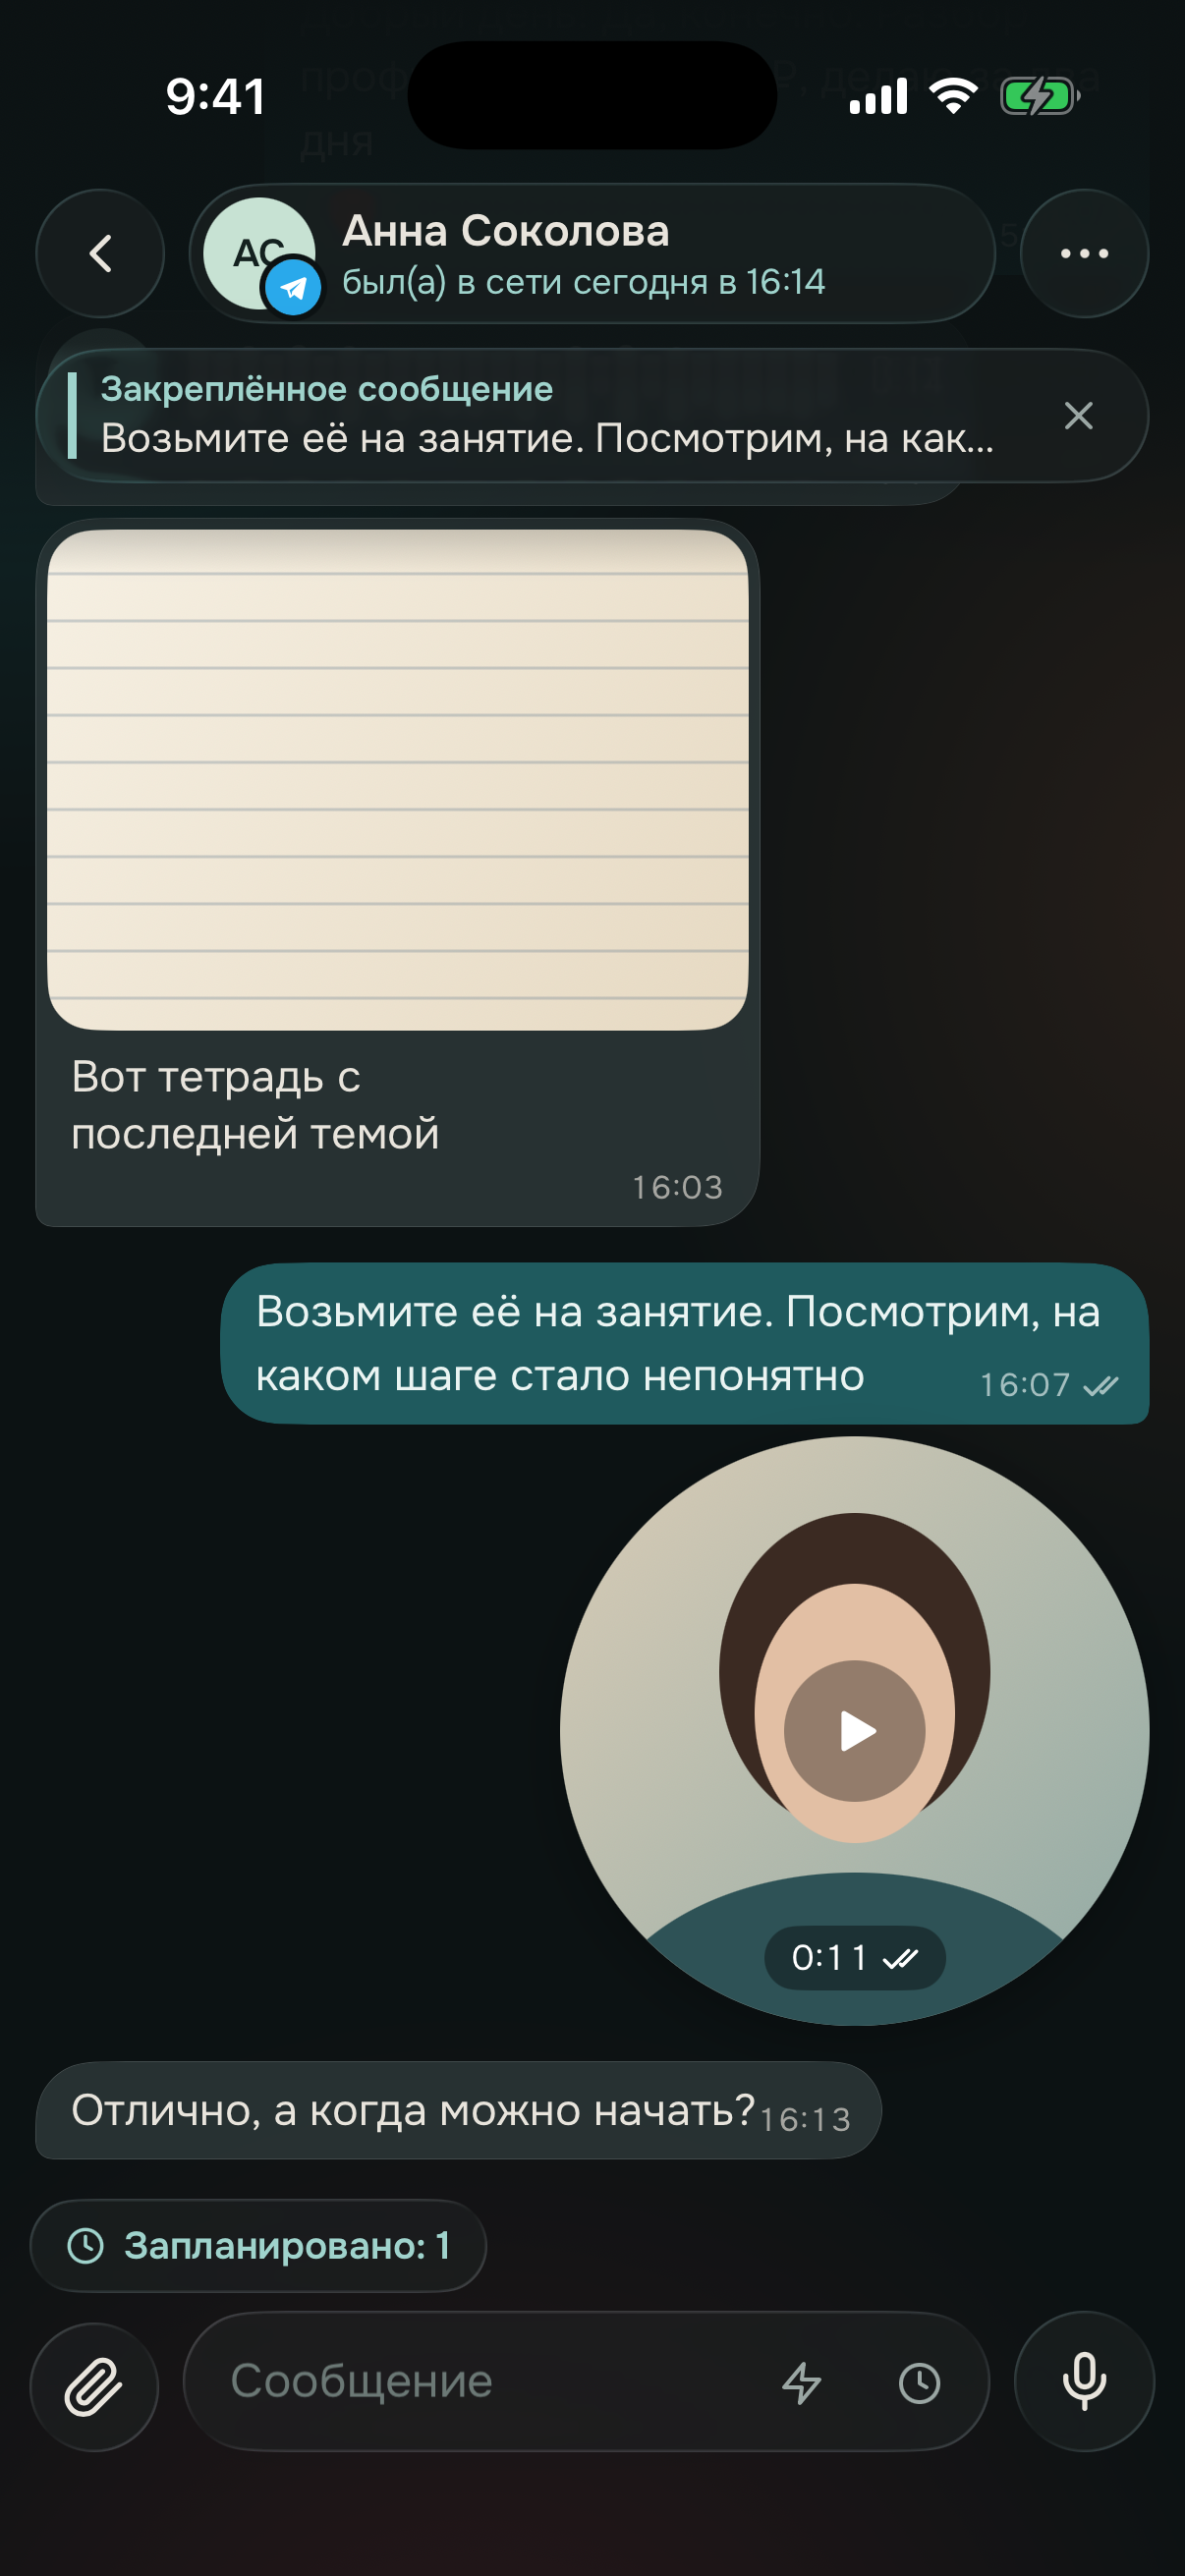 9:41
дня
АС
Анна Соколова
был(а) в сети сегодня в 16:14
Закреплённое сообщение
Возьмите её на занятие. Посмотрим, на как...
Вот тетрадь с
последней темой
16:03
Возьмите её на занятие. Посмотрим, на
каком шаге стало непонятно 16:07
0:11
Отлично, а когда можно начать? 16:13
Запланировано: 1
Сообщение